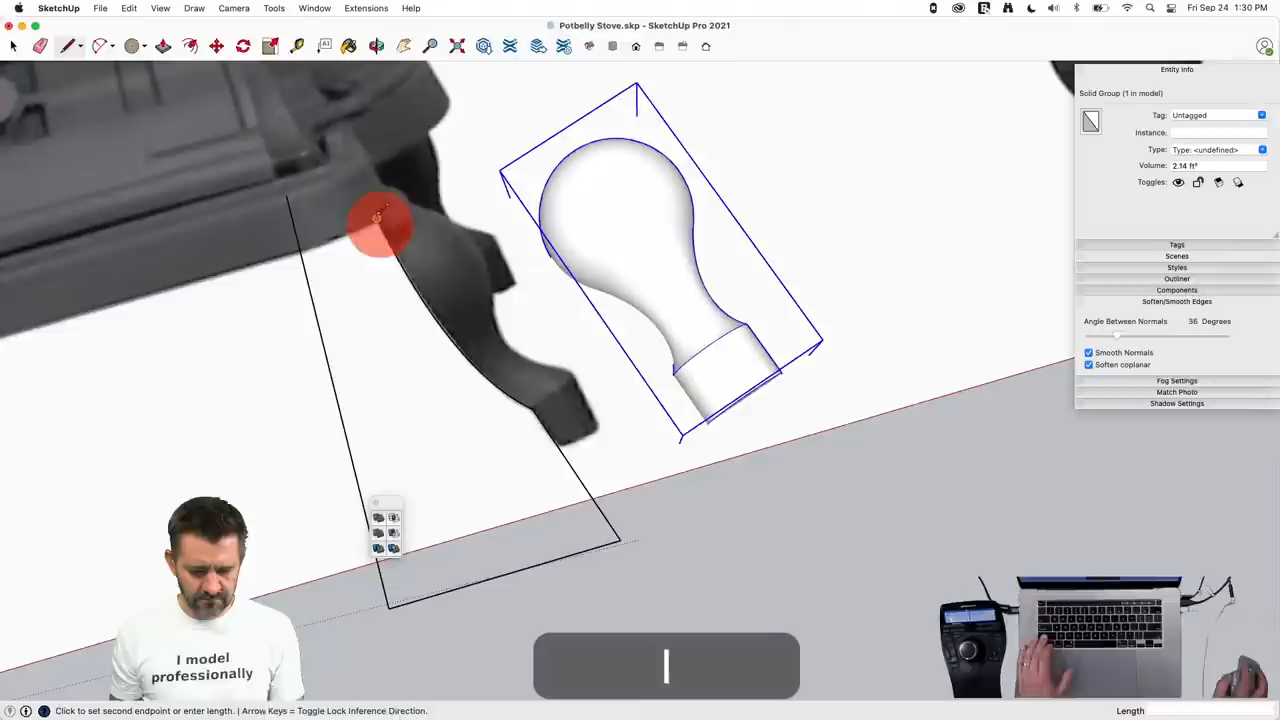 SketchUp File Edit View Draw Camera Tools Window Extensions Help Fri Sep 24 1:30 PM
Potbelly Stove.skp - SketchUp Pro 2021
Entity Info
Solid Group (1 in model)
Tag: Untagged
Instance:
Type: Type: <undefined>
Volume: 2.14 ft³
Toggles:
Tags
Scenes
Styles
Outliner
Components
Soften/Smooth Edges
Angle Between Normals 36 Degrees
Smooth Normals
Soften coplanar
Fog Settings
Match Photo
Shadow Settings
I model
professionally
l
Click to set second endpoint or enter length. | Arrow Keys = Toggle Lock Inference Direction. Length